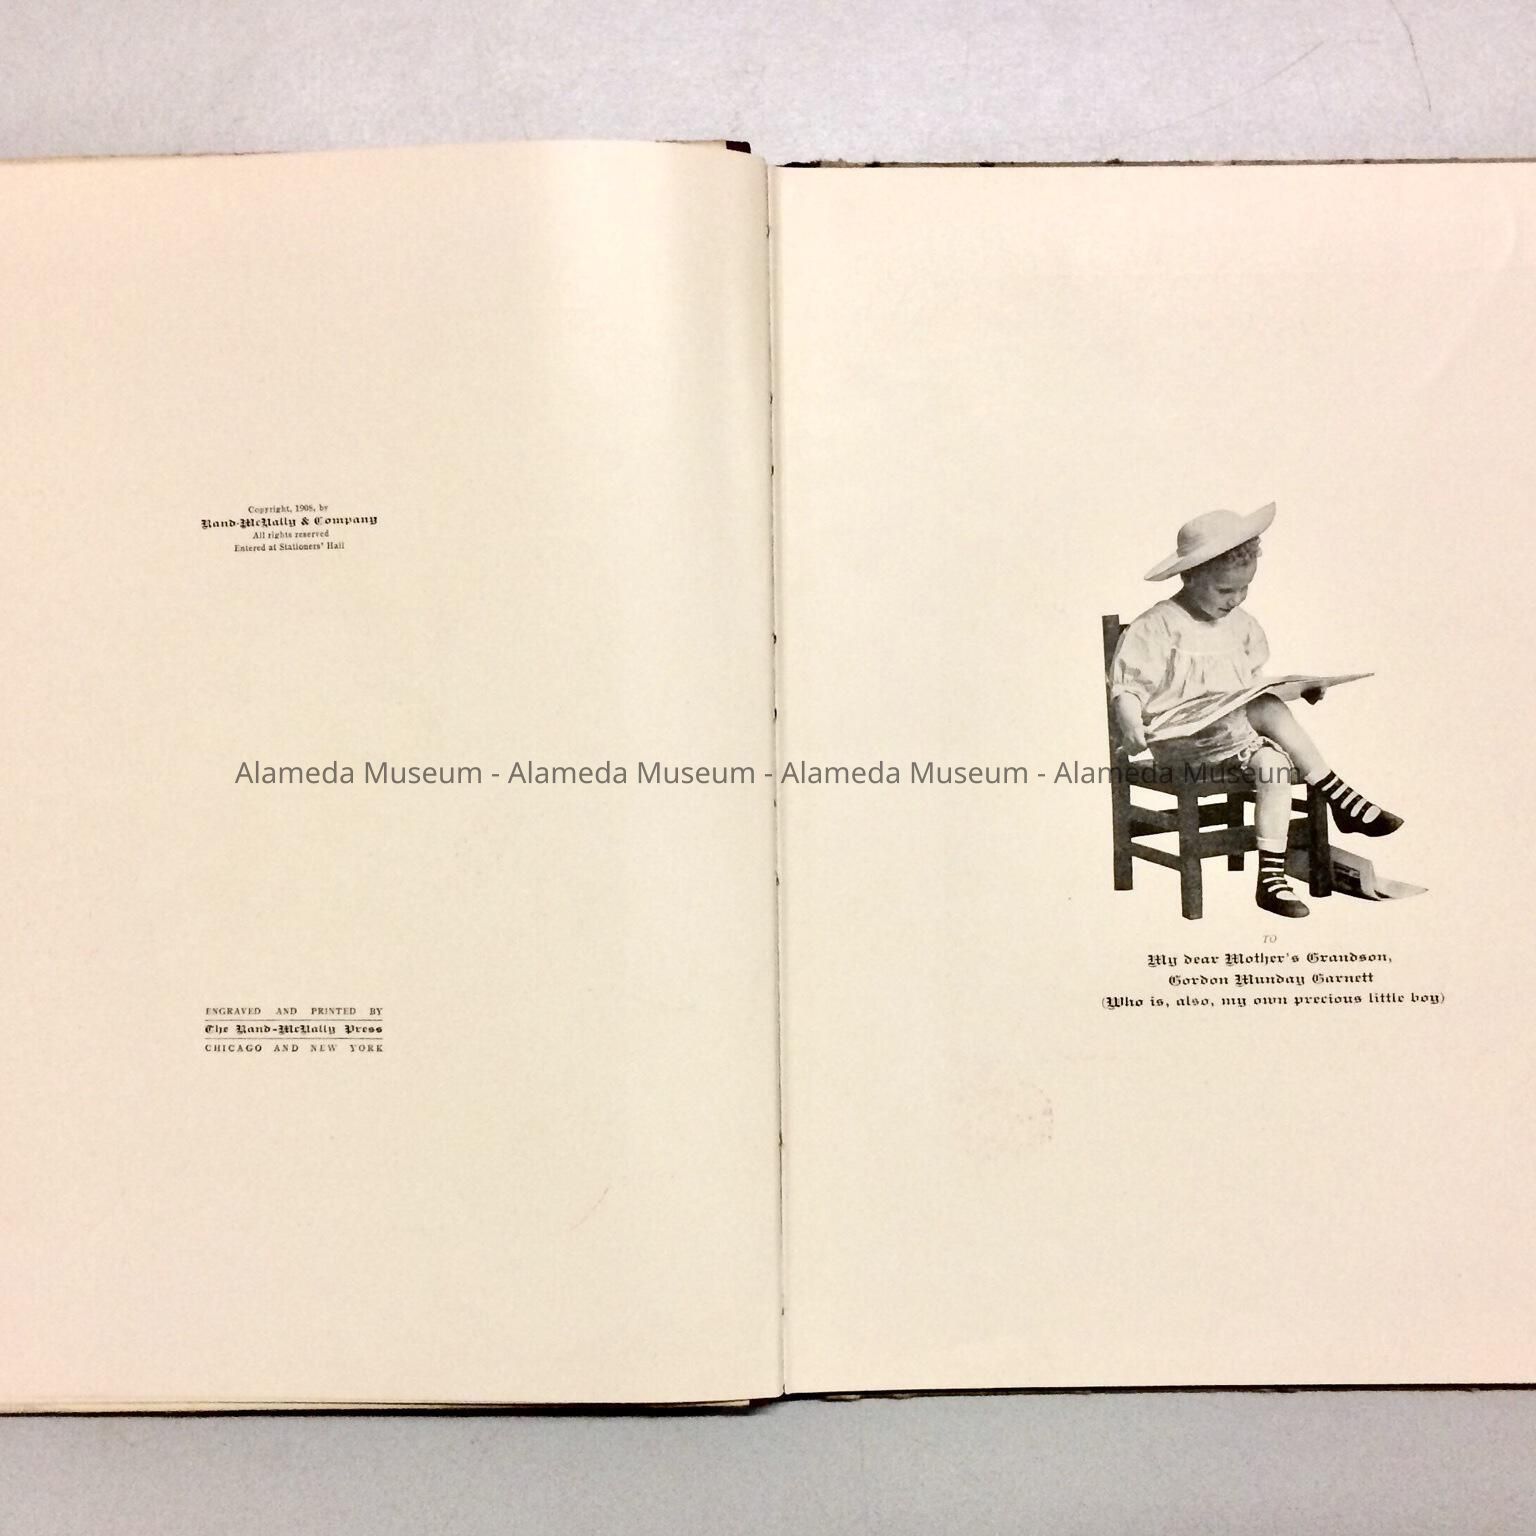 Copyright, 1908, by
Rand-McNally & Company
All rights reserved
Entered at Stationers' Hall
ENGRAVED AND PRINTED BY
The Rand-McNally Press
CHICAGO AND NEW YORK
Alameda Museum - Alameda Museum - Alameda Museum - Alameda Museum
TO
My dear Mother's Grandson,
Gordon Munday Garnett
(Who is, also, my own precious little boy)